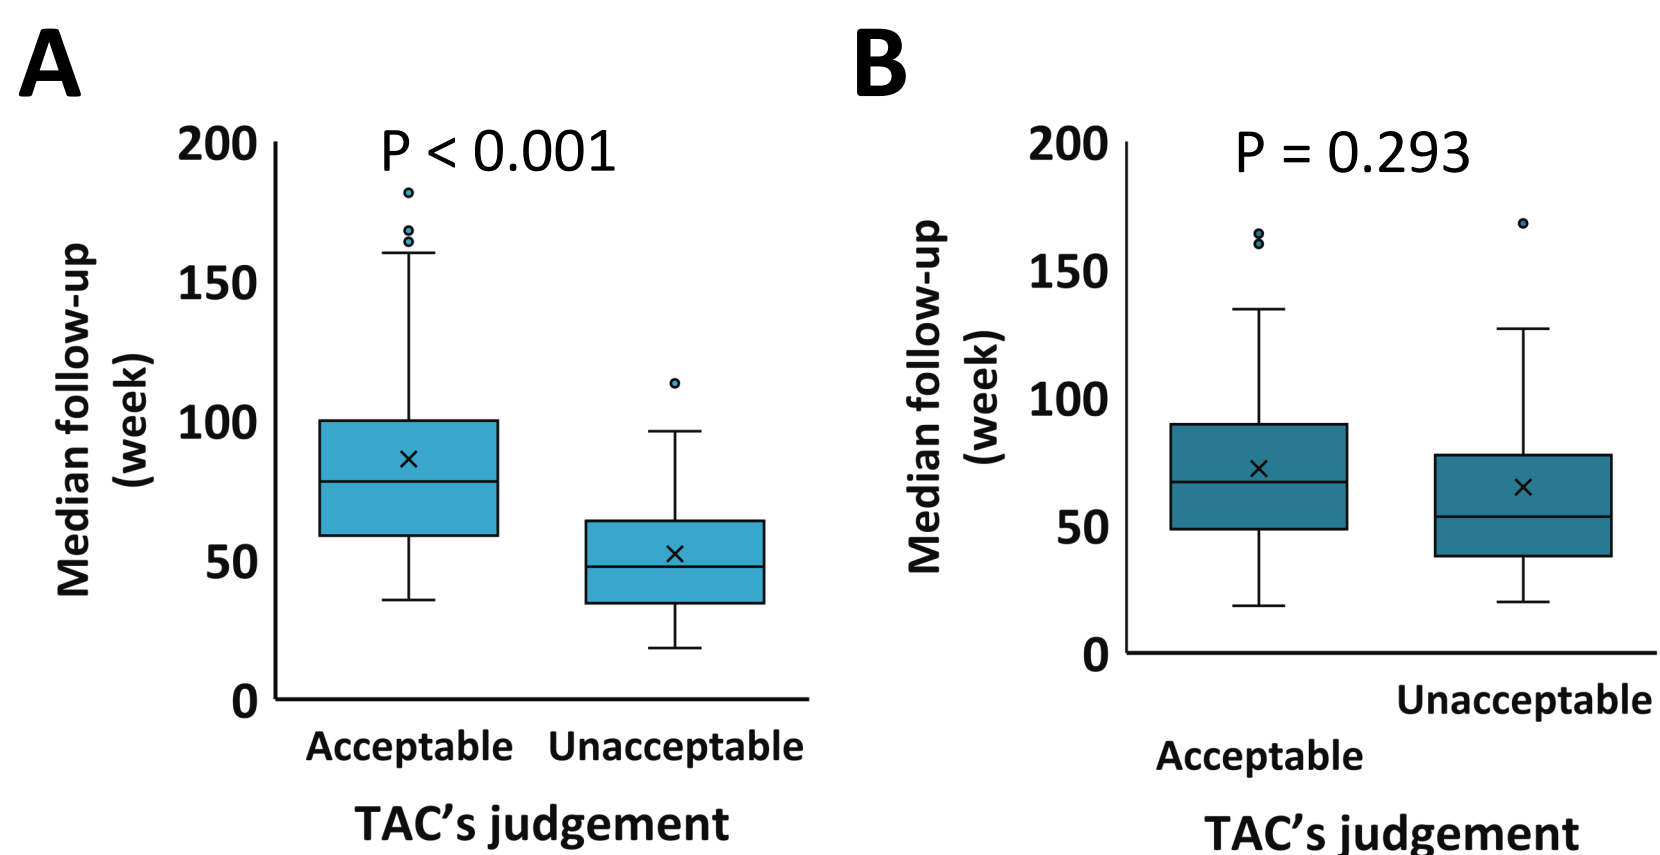 A
P < 0.001
200
150
100
50
0
Median follow-up
(week)
Acceptable Unacceptable
TAC’s judgement
B
P = 0.293
200
150
100
50
0
Median follow-up
(week)
Unacceptable
Acceptable
TAC’s judgement